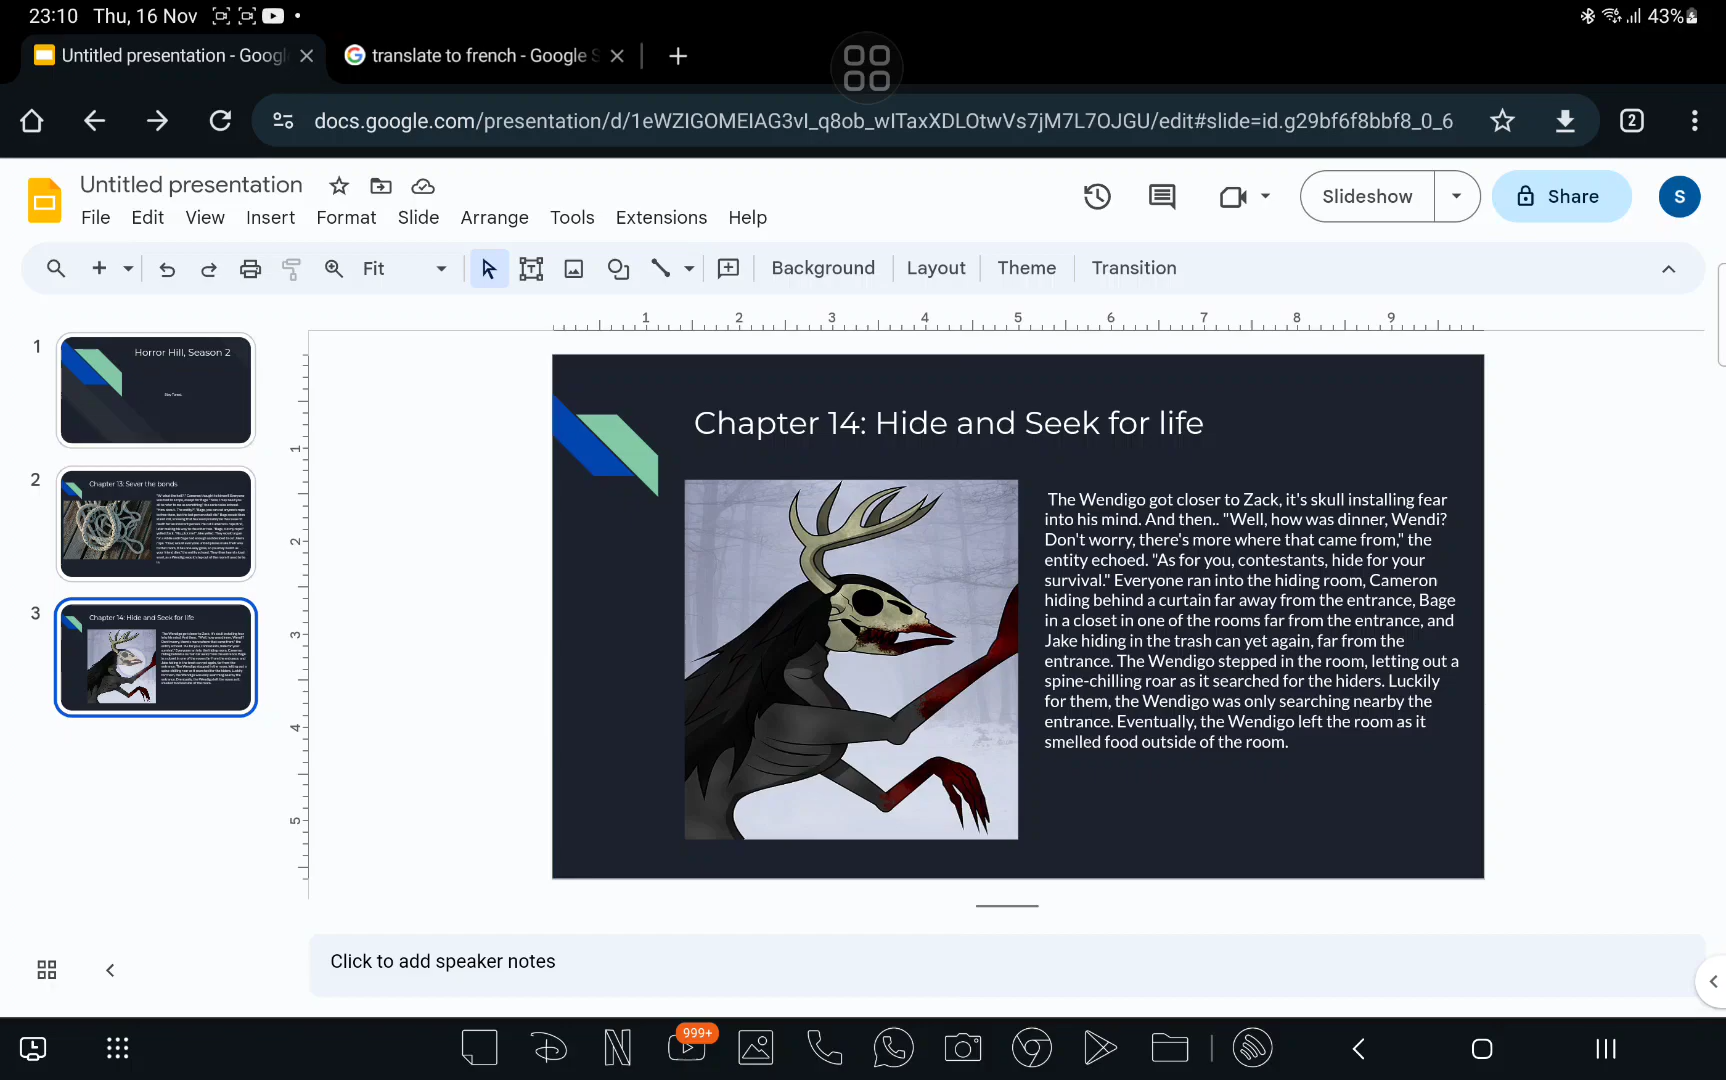 23:10 Thu, 16 Nov
43%
Untitled presentation - Googl
translate to french - Google S
docs.google.com/presentation/d/1eWZIGOMEIAG3vI_q8ob_wITaxXDLOtwVs7jM7L7OJGU/edit#slide=id.g29bf6f8bbf8_0_6
2
Untitled presentation
File Edit View Insert Format Slide Arrange Tools Extensions Help
Slideshow
Share
S
Fit
Background Layout Theme Transition
1 2 3 4 5 6 7 8 9
1 2 3 4 5
1
Horror Hill, Season 2
2
Chapter 13: Sever the bonds
3
Chapter 14: Hide and Seek for life
Chapter 14: Hide and Seek for life
The Wendigo got closer to Zack, it's skull installing fear
into his mind. And then.. "Well, how was dinner, Wendi?
Don't worry, there's more where that came from," the
entity echoed. "As for you, contestants, hide for your
survival." Everyone ran into the hiding room, Cameron
hiding behind a curtain far away from the entrance, Bage
in a closet in one of the rooms far from the entrance, and
Jake hiding in the trash can yet again, far from the
entrance. The Wendigo stepped in the room, letting out a
spine-chilling roar as it searched for the hiders. Luckily
for them, the Wendigo was only searching nearby the
entrance. Eventually, the Wendigo left the room as it
smelled food outside of the room.
Click to add speaker notes
999+